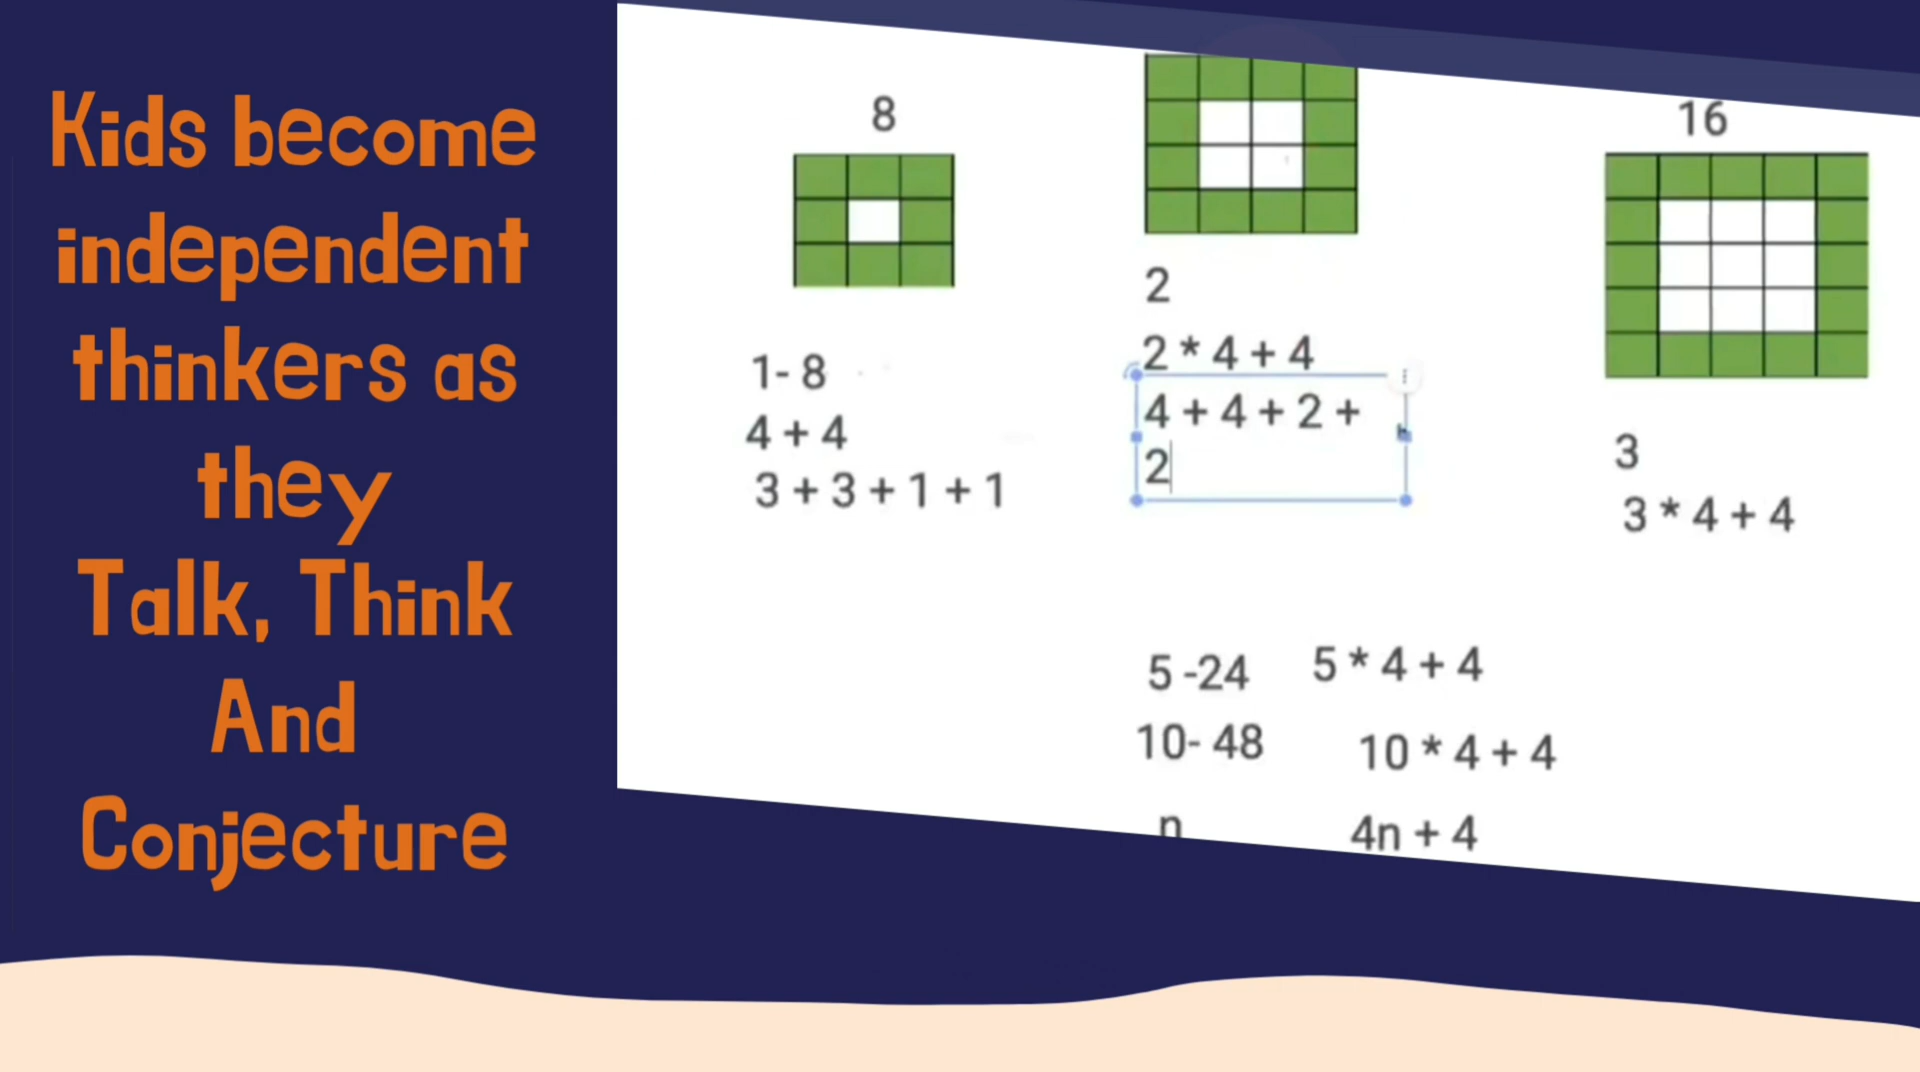 Kids become
independent
thinkers as
they
Talk, Think
And
Conjecture
8
1- 8
4 + 4
3 + 3 + 1 + 1
2
2 * 4 + 4
4 + 4 + 2 +
2
16
3
3 * 4 + 4
5 -24 5 * 4 + 4
10- 48 10 * 4 + 4
n 4n + 4